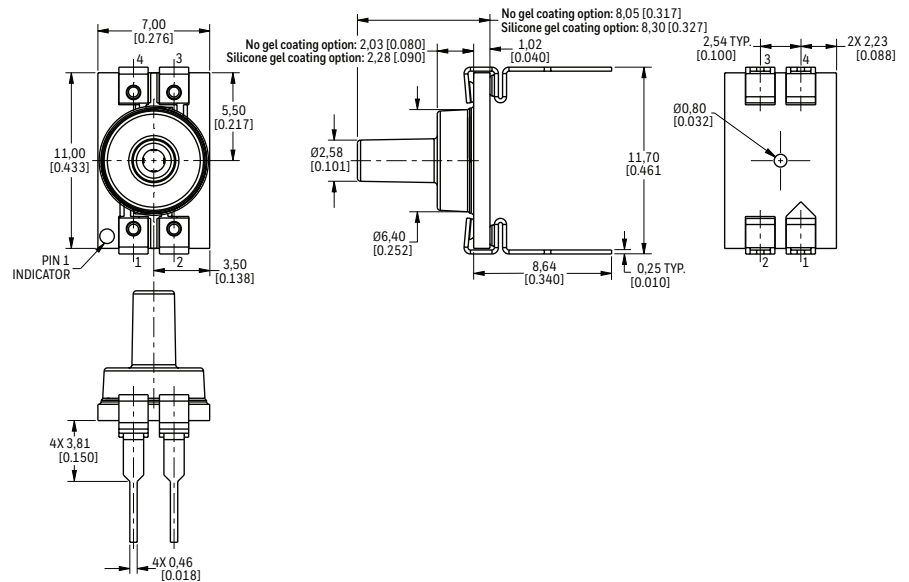 7,00
[0.276]
4 3
5,50
[0.217]
11,00
[0.433]
PIN 1
INDICATOR
1 2
3,50
[0.138]
No gel coating option: 8,05 [0.317]
Silicone gel coating option: 8,30 [0.327]
No gel coating option: 2,03 [0.080]
Silicone gel coating option: 2,28 [.090]
1,02
[0.040]
Ø2,58
[0.101]
Ø6,40
[0.252]
11,70
[0.461
8,64
[0.340]
0,25 TYP.
[0.010]
2,54 TYP.
[0.100]
2X 2,23
[0.088]
3 4
Ø0,80
[0.032]
2 1
4X 3,81
[0.150]
4X 0,46
[0.018]